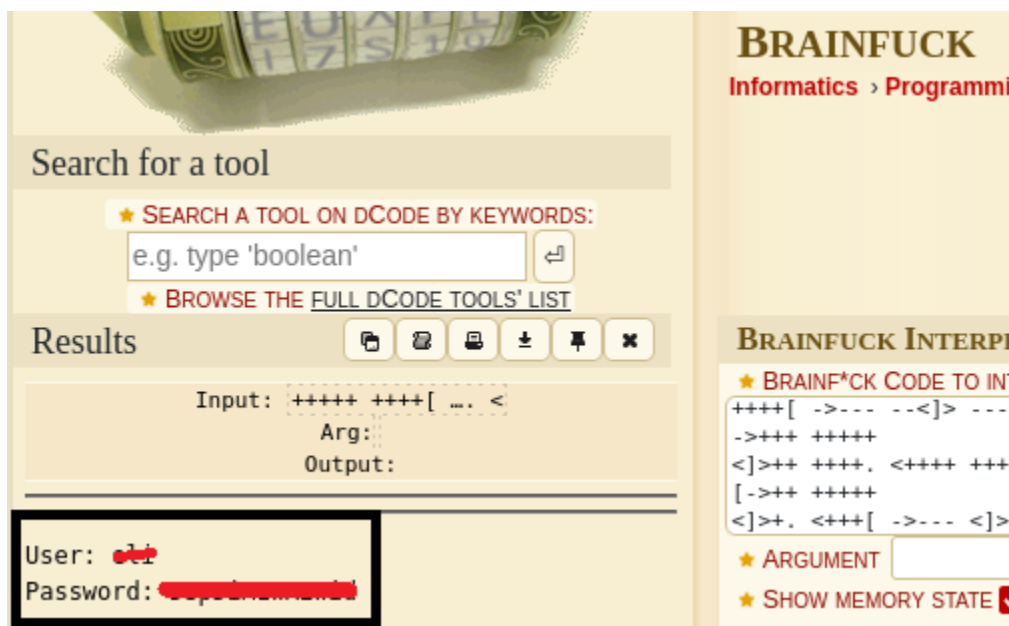 BRAINFUCK
Informatics › Programmi
Search for a tool
★ SEARCH A TOOL ON DCODE BY KEYWORDS:
e.g. type 'boolean'
★ BROWSE THE FULL DCODE TOOLS' LIST
Results
Input: +++++ ++++[ …. <
Arg:
Output:
User:
Password:
BRAINFUCK INTERP
★ BRAINF*CK CODE TO IN
++++[ ->--- --<]> ---
->+++ +++++
<]>++ ++++. <++++ +++
[->++ +++++
<]>+. <+++[ ->--- <]>
★ ARGUMENT
★ SHOW MEMORY STATE